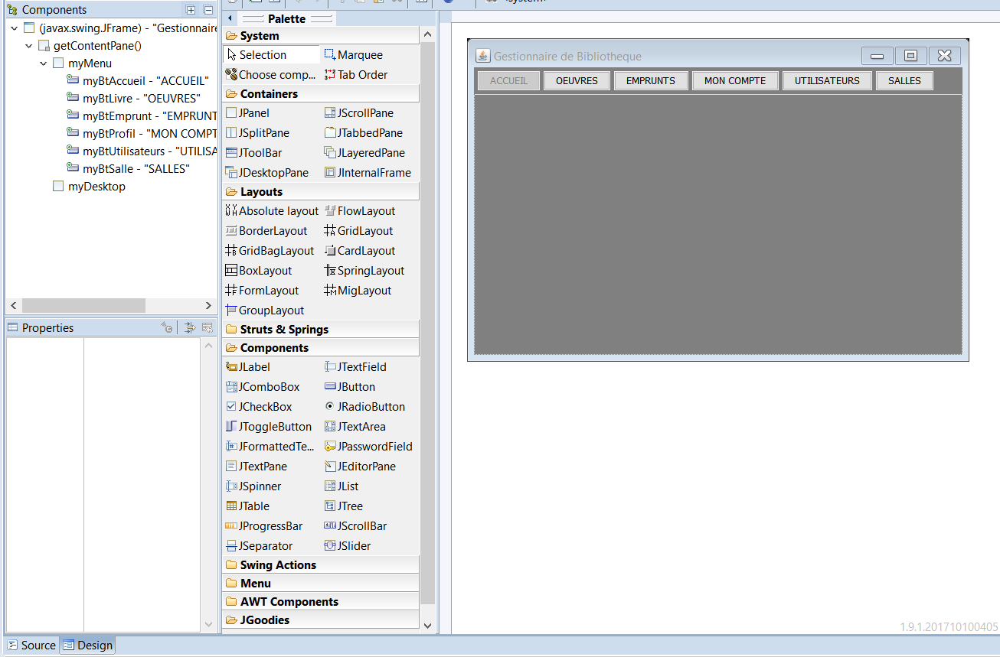 Components
(javax.swing.JFrame) - "Gestionnaire
getContentPane()
myMenu
myBtAccueil - "ACCUEIL"
myBtLivre - "OEUVRES"
myBtEmprunt - "EMPRUNT
myBtProfil - "MON COMPT
myBtUtilisateurs - "UTILISA
myBtSalle - "SALLES"
myDesktop
Properties
Palette
System
Selection
Marquee
Choose comp...
Tab Order
Containers
JPanel
JScrollPane
JSplitPane
JTabbedPane
JToolBar
JLayeredPane
JDesktopPane
JInternalFrame
Layouts
Absolute layout
FlowLayout
BorderLayout
GridLayout
GridBagLayout
CardLayout
BoxLayout
SpringLayout
FormLayout
MigLayout
GroupLayout
Struts & Springs
Components
JLabel
JTextField
JComboBox
JButton
JCheckBox
JRadioButton
JToggleButton
JTextArea
JFormattedTe...
JPasswordField
JTextPane
JEditorPane
JSpinner
JList
JTable
JTree
JProgressBar
JScrollBar
JSeparator
JSlider
Swing Actions
Menu
AWT Components
JGoodies
Gestionnaire de Bibliotheque
ACCUEIL
OEUVRES
EMPRUNTS
MON COMPTE
UTILISATEURS
SALLES
1.9.1.201710100405
Source
Design